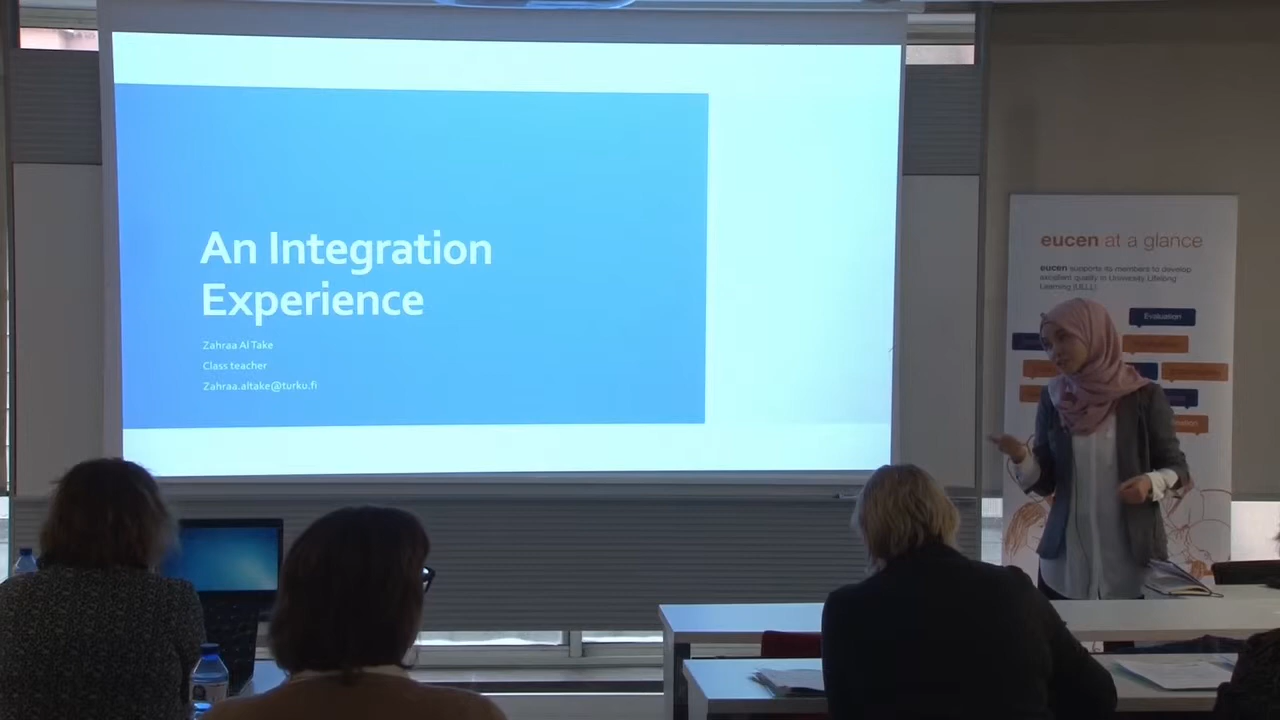 An Integration
Experience
Zahraa Al Take
Class teacher
Zahraa.altake@turku.fi
eucen at a glance
eucen supports its members to develop
excellent quality in University Lifelong
Learning (ULLL)
Evaluation